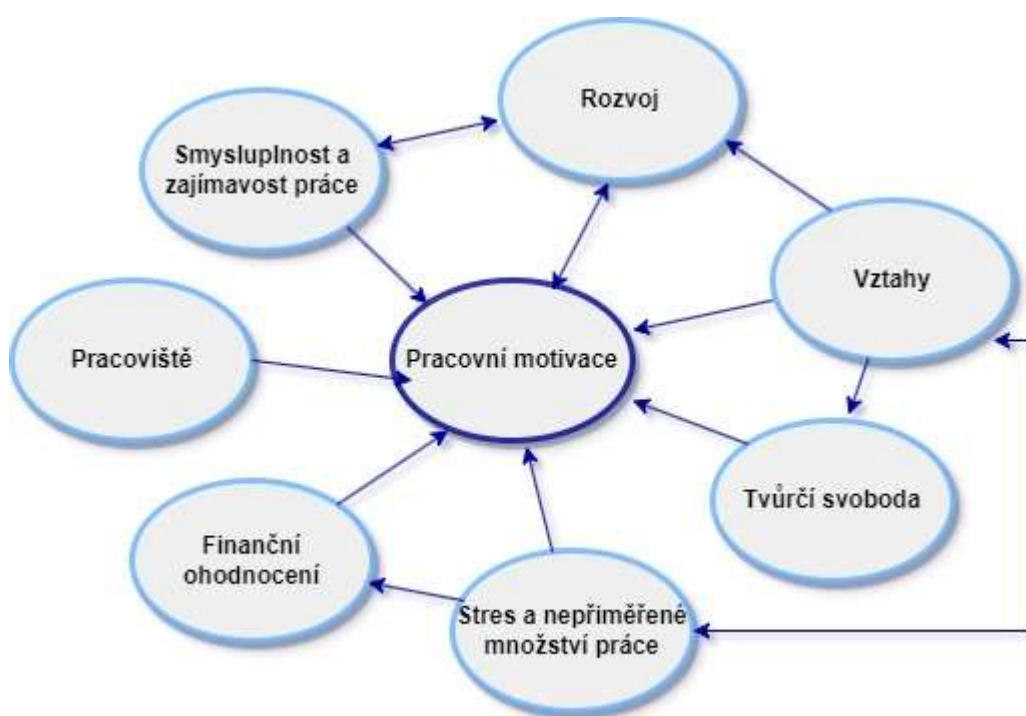 Rozvoj
Smysluplnost a
zajímavost práce
Vztahy
Pracoviště
Pracovní motivace
Tvůrčí svoboda
Finanční
ohodnocení
Stres a nepřiměřené
množství práce